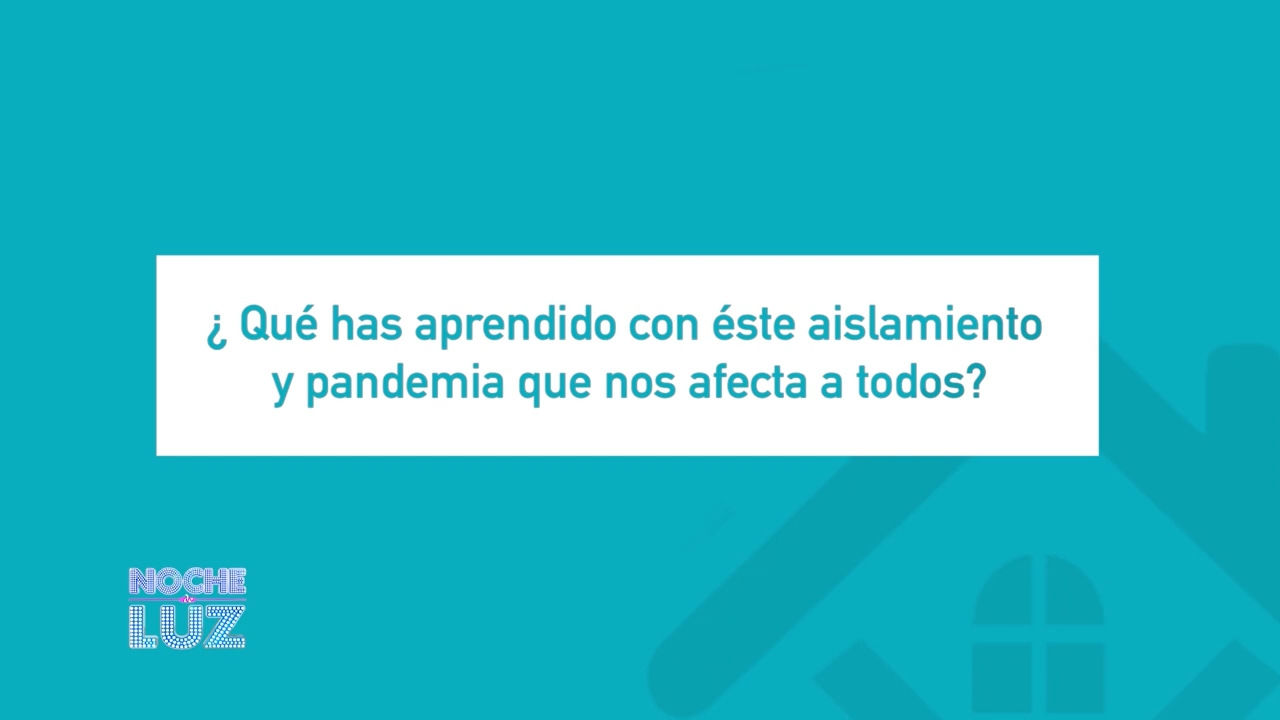 ¿ Qué has aprendido con éste aislamiento
y pandemia que nos afecta a todos?
NOCHE
de
LUZ